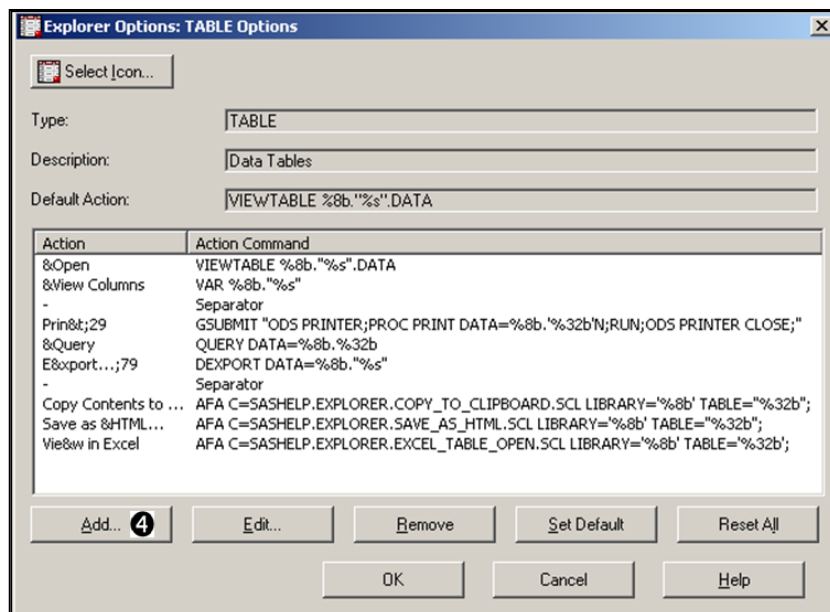 Explorer Options: TABLE Options
Select Icon...
Type: TABLE
Description: Data Tables
Default Action: VIEWTABLE %8b."%s".DATA
Action Action Command
&Open VIEWTABLE %8b."%s".DATA
&View Columns VAR %8b."%s"
- Separator
Prin&t;29 GSUBMIT "ODS PRINTER;PROC PRINT DATA=%8b.'%32b'N;RUN;ODS PRINTER CLOSE;"
&Query QUERY DATA=%8b.%32b
E&xport...;79 DEXPORT DATA=%8b."%s"
- Separator
Copy Contents to ... AFA C=SASHELP.EXPLORER.COPY_TO_CLIPBOARD.SCL LIBRARY='%8b' TABLE="%32b";
Save as &HTML... AFA C=SASHELP.EXPLORER.SAVE_AS_HTML.SCL LIBRARY='%8b' TABLE="%32b";
Vie&w in Excel AFA C=SASHELP.EXPLORER.EXCEL_TABLE_OPEN.SCL LIBRARY='%8b' TABLE='%32b';
Add... 4 Edit... Remove Set Default Reset All
OK Cancel Help